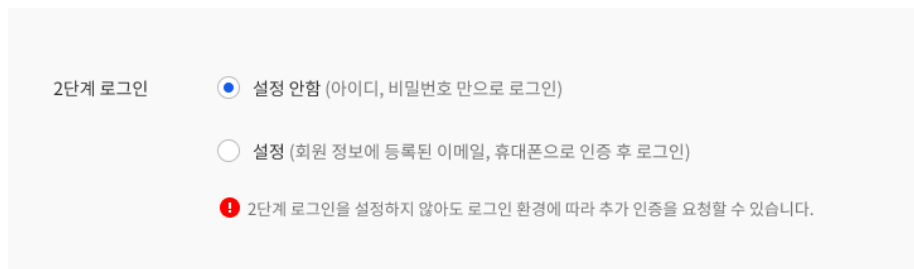 2단계 로그인
설정 안함 (아이디, 비밀번호 만으로 로그인)
설정 (회원 정보에 등록된 이메일, 휴대폰으로 인증 후 로그인)
2단계 로그인을 설정하지 않아도 로그인 환경에 따라 추가 인증을 요청할 수 있습니다.